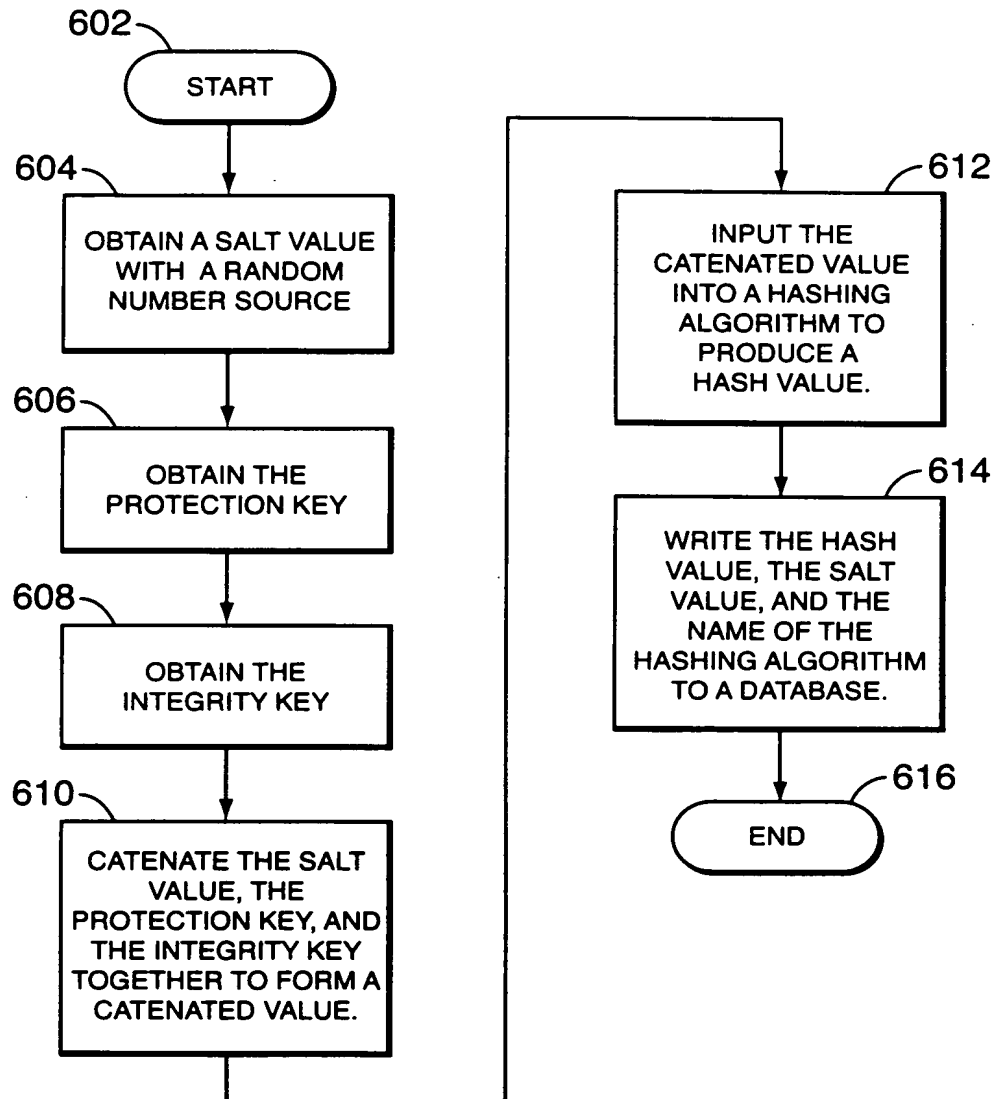 602
START
604
OBTAIN A SALT VALUE
WITH A RANDOM
NUMBER SOURCE
606
OBTAIN THE
PROTECTION KEY
608
OBTAIN THE
INTEGRITY KEY
610
CATENATE THE SALT
VALUE, THE
PROTECTION KEY, AND
THE INTEGRITY KEY
TOGETHER TO FORM A
CATENATED VALUE.
612
INPUT THE
CATENATED VALUE
INTO A HASHING
ALGORITHM TO
PRODUCE A
HASH VALUE.
614
WRITE THE HASH
VALUE, THE SALT
VALUE, AND THE
NAME OF THE
HASHING ALGORITHM
TO A DATABASE.
616
END